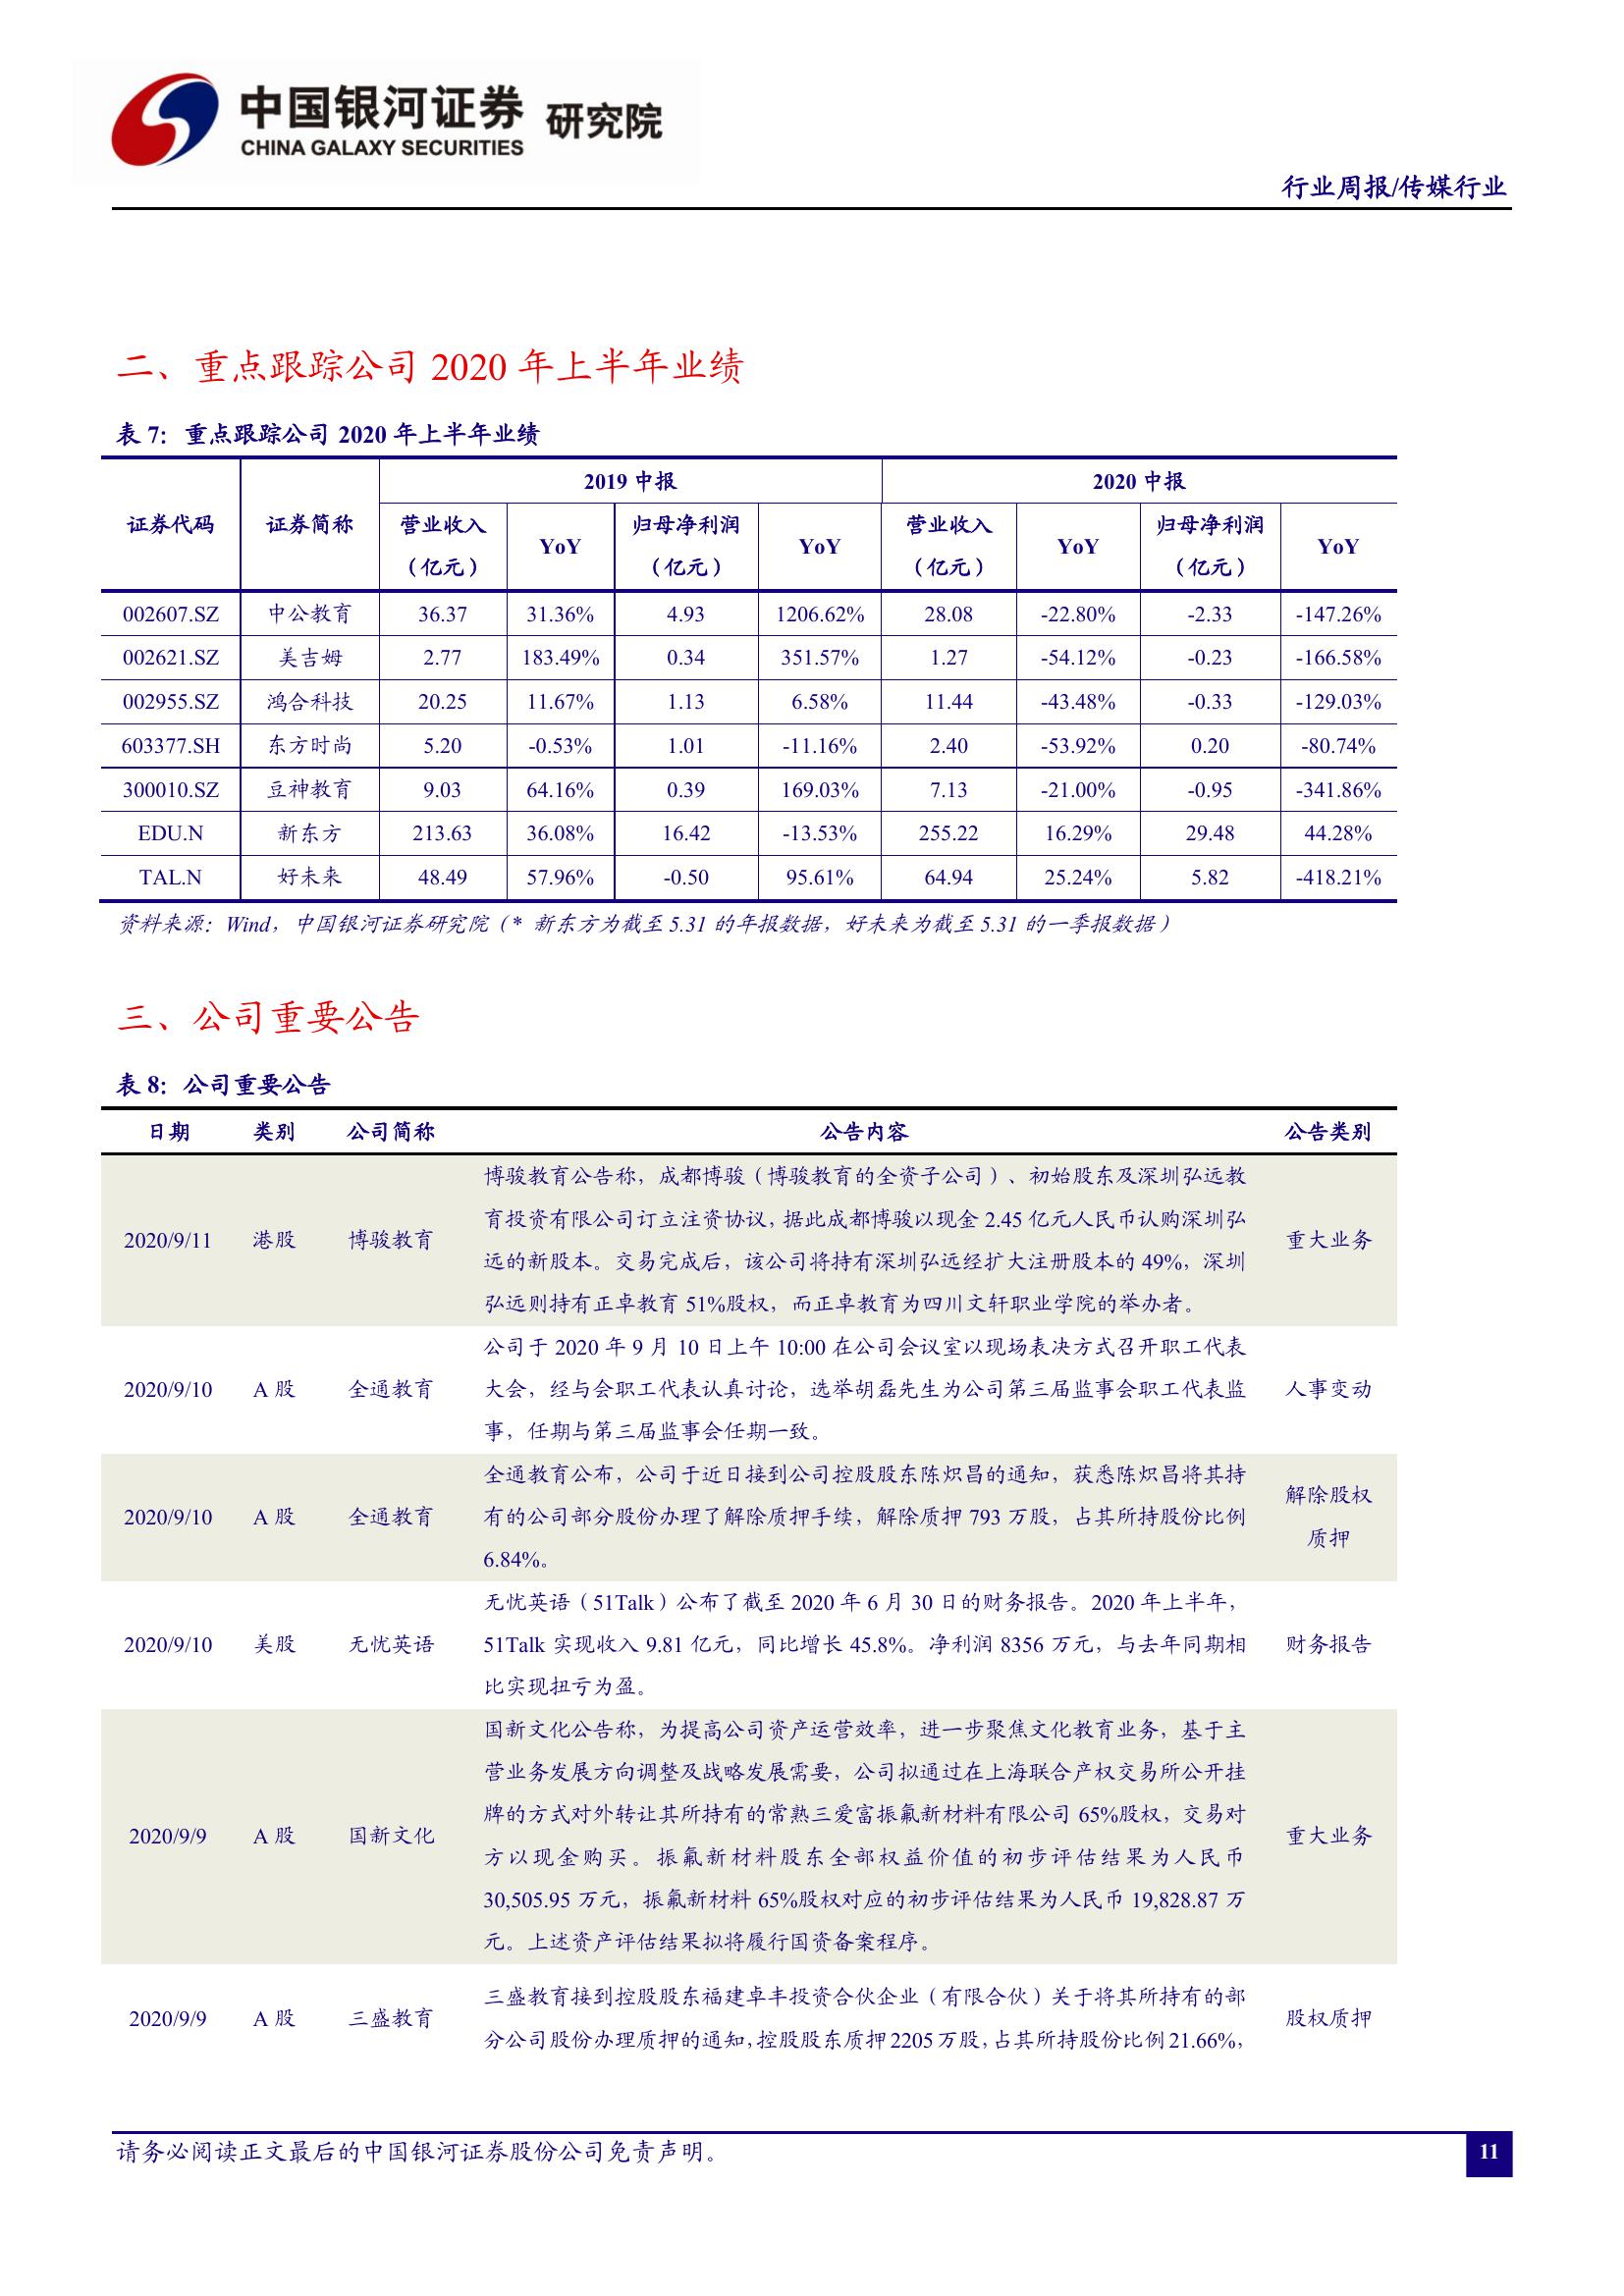 中国银河证券 研究院
CHINA GALAXY SECURITIES
行业周报/传媒行业
二、重点跟踪公司 2020 年上半年业绩
表 7：重点跟踪公司 2020 年上半年业绩
证券代码 证券简称 2019 中报 2020 中报
营业收入（亿元） YoY 归母净利润（亿元） YoY 营业收入（亿元） YoY 归母净利润（亿元） YoY
002607.SZ 中公教育 36.37 31.36% 4.93 1206.62% 28.08 -22.80% -2.33 -147.26%
002621.SZ 美吉姆 2.77 183.49% 0.34 351.57% 1.27 -54.12% -0.23 -166.58%
002955.SZ 鸿合科技 20.25 11.67% 1.13 6.58% 11.44 -43.48% -0.33 -129.03%
603377.SH 东方时尚 5.20 -0.53% 1.01 -11.16% 2.40 -53.92% 0.20 -80.74%
300010.SZ 豆神教育 9.03 64.16% 0.39 169.03% 7.13 -21.00% -0.95 -341.86%
EDU.N 新东方 213.63 36.08% 16.42 -13.53% 255.22 16.29% 29.48 44.28%
TAL.N 好未来 48.49 57.96% -0.50 95.61% 64.94 25.24% 5.82 -418.21%
资料来源：Wind，中国银河证券研究院（* 新东方为截至 5.31 的年报数据，好未来为截至 5.31 的一季报数据）
三、公司重要公告
表 8：公司重要公告
日期 类别 公司简称 公告内容 公告类别
2020/9/11 港股 博骏教育
博骏教育公告称，成都博骏（博骏教育的全资子公司）、初始股东及深圳弘远教
育投资有限公司订立注资协议，据此成都博骏以现金 2.45 亿元人民币认购深圳弘
远的新股本。交易完成后，该公司将持有深圳弘远经扩大注册股本的 49%，深圳
弘远则持有正卓教育 51%股权，而正卓教育为四川文轩职业学院的举办者。
重大业务
2020/9/10 A 股 全通教育
公司于 2020 年 9 月 10 日上午 10:00 在公司会议室以现场表决方式召开职工代表
大会，经与会职工代表认真讨论，选举胡磊先生为公司第三届监事会职工代表监
事，任期与第三届监事会任期一致。
人事变动
2020/9/10 A 股 全通教育
全通教育公布，公司于近日接到公司控股股东陈炽昌的通知，获悉陈炽昌将其持
有的公司部分股份办理了解除质押手续，解除质押 793 万股，占其所持股份比例
6.84%。
解除股权
质押
2020/9/10 美股 无忧英语
无忧英语（51Talk）公布了截至 2020 年 6 月 30 日的财务报告。2020 年上半年，
51Talk 实现收入 9.81 亿元，同比增长 45.8%。净利润 8356 万元，与去年同期相
比实现扭亏为盈。
财务报告
2020/9/9 A 股 国新文化
国新文化公告称，为提高公司资产运营效率，进一步聚焦文化教育业务，基于主
营业务发展方向调整及战略发展需要，公司拟通过在上海联合产权交易所公开挂
牌的方式对外转让其所持有的常熟三爱富振氟新材料有限公司 65%股权，交易对
方以现金购买。振氟新材料股东全部权益价值的初步评估结果为人民币
30,505.95 万元，振氟新材料 65%股权对应的初步评估结果为人民币 19,828.87 万
元。上述资产评估结果拟将履行国资备案程序。
重大业务
2020/9/9 A 股 三盛教育
三盛教育接到控股股东福建卓丰投资合伙企业（有限合伙）关于将其所持有的部
分公司股份办理质押的通知，控股股东质押 2205 万股，占其所持股份比例 21.66%，
股权质押
请务必阅读正文最后的中国银河证券股份公司免责声明。
11